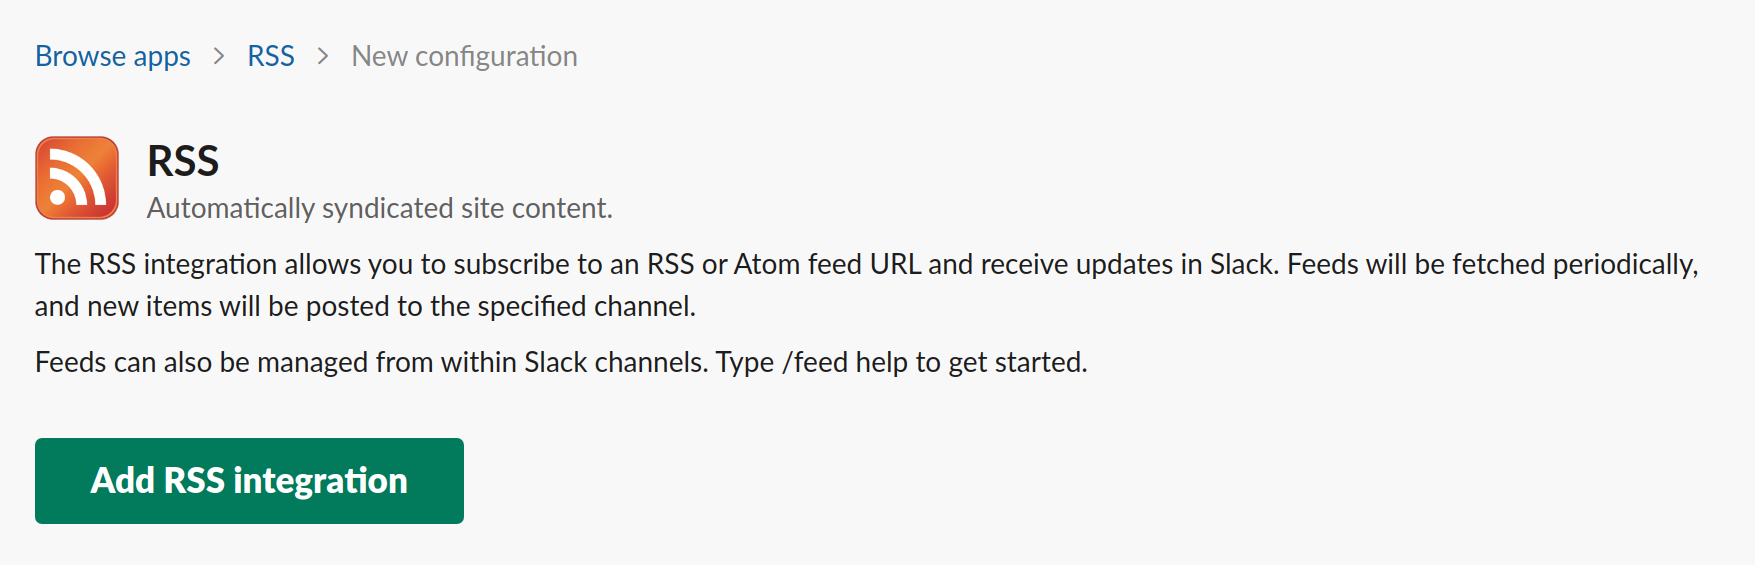 Browse apps > RSS > New configuration
RSS
Automatically syndicated site content.
The RSS integration allows you to subscribe to an RSS or Atom feed URL and receive updates in Slack. Feeds will be fetched periodically,
and new items will be posted to the specified channel.
Feeds can also be managed from within Slack channels. Type /feed help to get started.
Add RSS integration